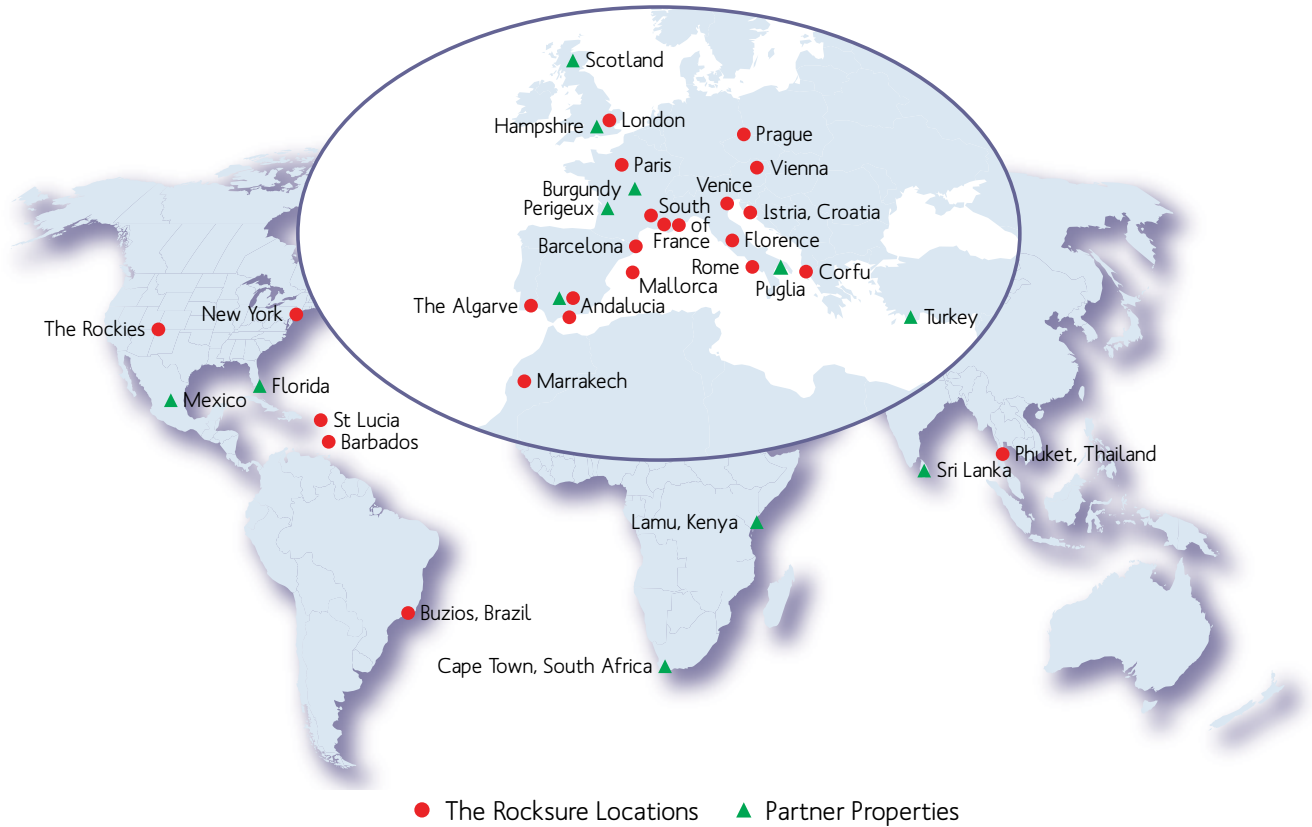 Scotland
London
Hampshire
Prague
Paris
Vienna
Burgundy
Venice
Perigeux
South
of
France
Istria, Croatia
Barcelona
Florence
Rome
Corfu
Mallorca
Puglia
The Algarve
Andalucia
Turkey
New York
The Rockies
Marrakech
Florida
Mexico
St Lucia
Barbados
Phuket, Thailand
Sri Lanka
Lamu, Kenya
Buzios, Brazil
Cape Town, South Africa
The Rocksure Locations
Partner Properties